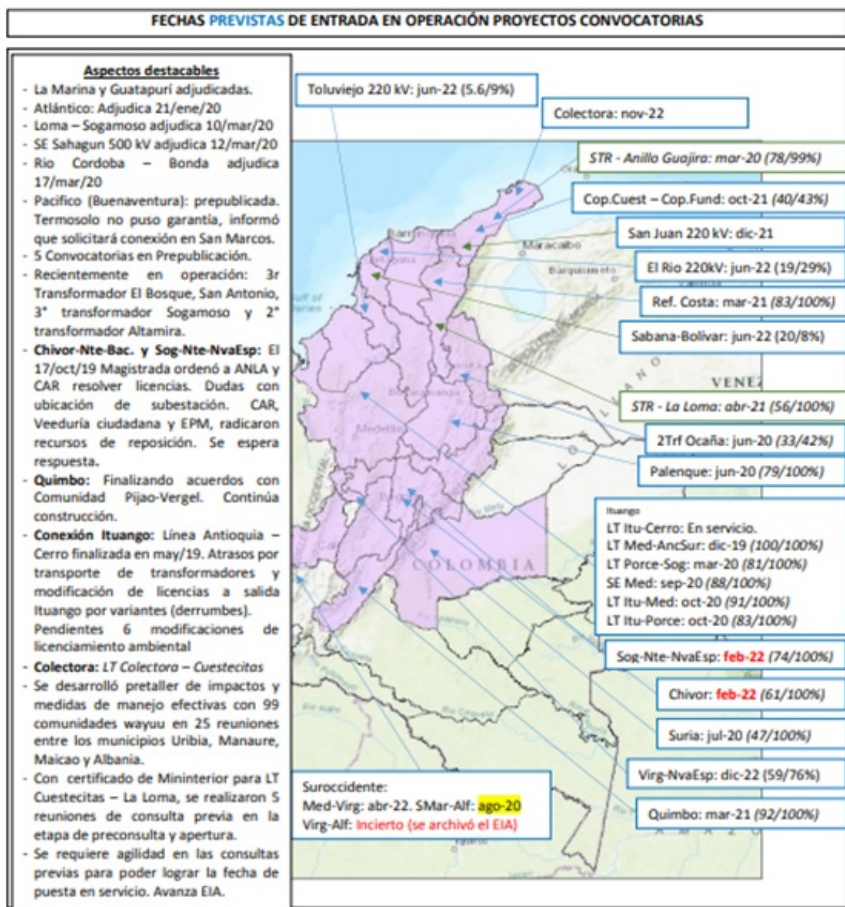 FECHAS PREVISTAS DE ENTRADA EN OPERACIÓN PROYECTOS CONVOCATORIAS
Aspectos destacables
- La Marina y Guatapurí adjudicadas.
- Atlántico: Adjudica 21/ene/20
- Loma – Sogamoso adjudica 10/mar/20
- SE Sahagun 500 kV adjudica 12/mar/20
- Rio Cordoba – Bonda adjudica
17/mar/20
- Pacifico (Buenaventura): prepublicada.
Termosolo no puso garantía, informó
que solicitará conexión en San Marcos.
- 5 Convocatorias en Prepublicación.
- Recientemente en operación: 3r
Transformador El Bosque, San Antonio,
3° transformador Sogamoso y 2°
transformador Altamira.
- Chivor-Nte-Bac. y Sog-Nte-NvaEsp: El
17/oct/19 Magistrada ordenó a ANLA y
CAR resolver licencias. Dudas con
ubicación de subestación. CAR,
Veeduría ciudadana y EPM, radicaron
recursos de reposición. Se espera
respuesta.
- Quimbo: Finalizando acuerdos con
Comunidad Pijao-Vergel. Continúa
construcción.
- Conexión Ituango: Línea Antioquia –
Cerro finalizada en may/19. Atrasos por
transporte de transformadores y
modificación de licencias a salida
Ituango por variantes (derrumbes).
Pendientes 6 modificaciones de
licenciamiento ambiental
- Colectora: LT Colectora – Cuestecitas
- Se desarrolló pretaller de impactos y
medidas de manejo efectivas con 99
comunidades wayuu en 25 reuniones
entre los municipios Uribia, Manaure,
Maicao y Albania.
- Con certificado de Mininterior para LT
Cuestecitas – La Loma, se realizaron 5
reuniones de consulta previa en la
etapa de preconsulta y apertura.
- Se requiere agilidad en las consultas
previas para poder lograr la fecha de
puesta en servicio. Avanza EIA.
Toluviejo 220 kV: jun-22 (5.6/9%)
Colectora: nov-22
STR - Anillo Guajira: mar-20 (78/99%)
Cop.Cuest – Cop.Fund: oct-21 (40/43%)
San Juan 220 kV: dic-21
Maracaibo
El Rio 220kV: jun-22 (19/29%)
Barquisimeto
Ref. Costa: mar-21 (83/100%)
Sabana-Bolívar: jun-22 (20/8%)
VENEZ
STR - La Loma: abr-21 (56/100%)
2Trf Ocaña: jun-20 (33/42%)
Medellín
Palenque: jun-20 (79/100%)
Ituango
LT Itu-Cerro: En servicio.
LT Med-AncSur: dic-19 (100/100%)
LT Porce-Sog: mar-20 (81/100%)
SE Med: sep-20 (88/100%)
LT Itu-Med: oct-20 (91/100%)
LT Itu-Porce: oct-20 (83/100%)
COLOMBIA
Sog-Nte-NvaEsp: feb-22 (74/100%)
Chivor: feb-22 (61/100%)
Suria: jul-20 (47/100%)
Virg-NvaEsp: dic-22 (59/76%)
Quimbo: mar-21 (92/100%)
Suroccidente:
Med-Virg: abr-22. SMar-Alf: ago-20
Virg-Alf: Incierto (se archivó el EIA)